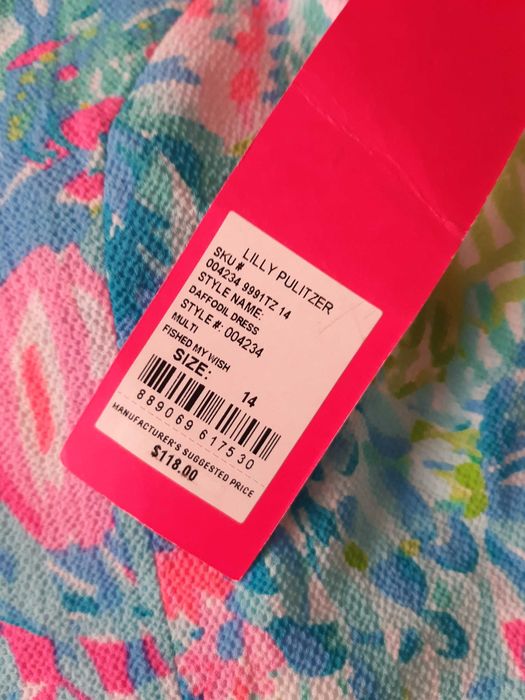 LILLY PULITZER
SKU #
004234 9991TZ 14
STYLE NAME:
DAFFODIL DRESS
STYLE #: 004234
MULTI
FISHED MY WISH
SIZE:
14
889069 617530
MANUFACTURER'S SUGGESTED PRICE
$118.00